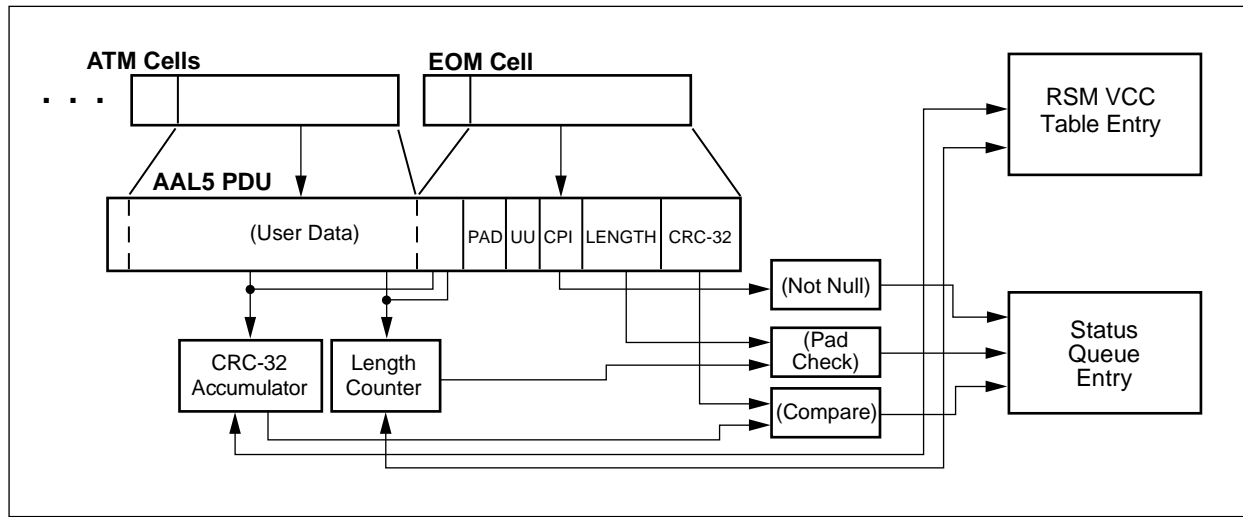 ATM Cells
EOM Cell
. . .
RSM VCC
Table Entry
AAL5 PDU
(User Data)
PAD
UU
CPI
LENGTH
CRC-32
(Not Null)
(Pad
Check)
(Compare)
Status
Queue
Entry
CRC-32
Accumulator
Length
Counter